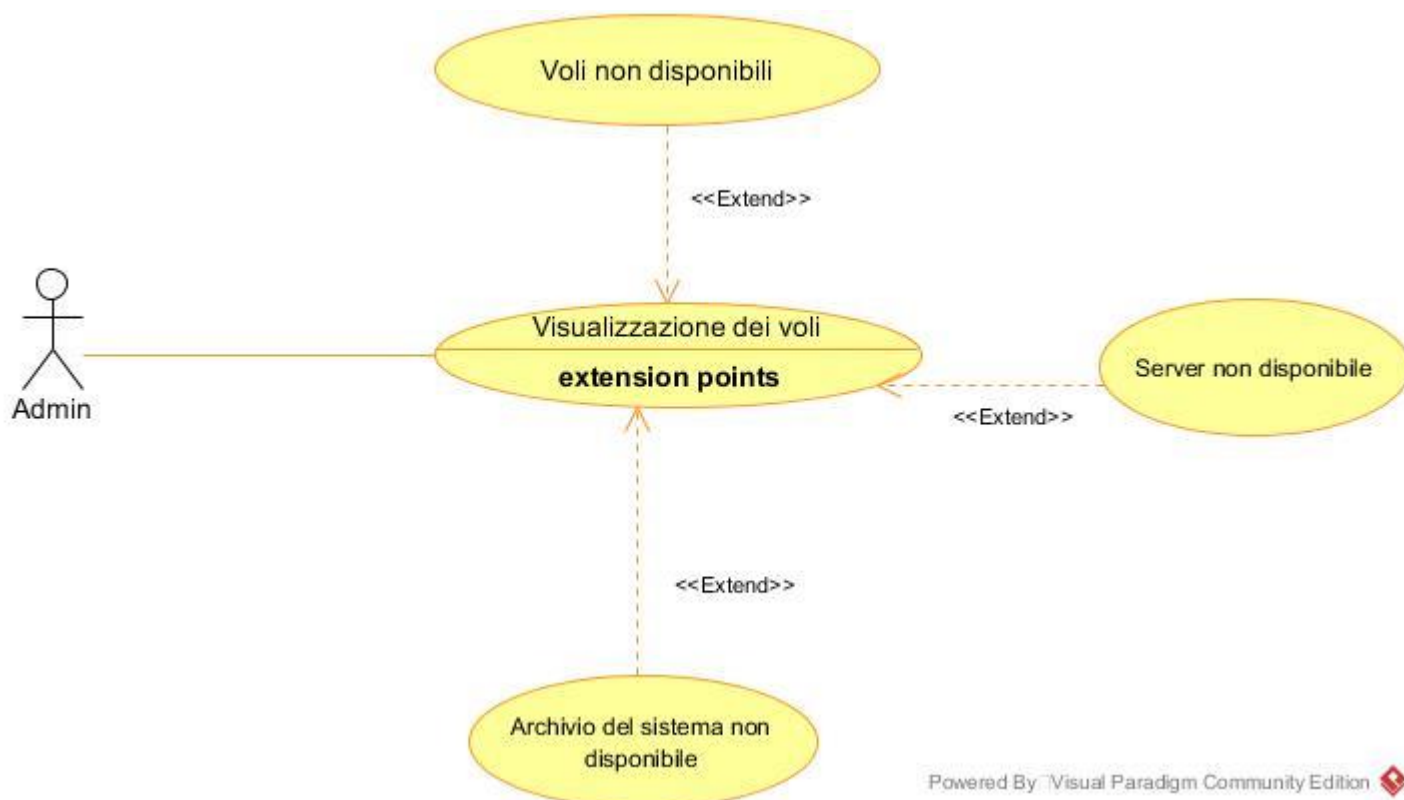 Voli non disponibili
<<Extend>>
Visualizzazione dei voli
extension points
Server non disponibile
<<Extend>>
Admin
<<Extend>>
Archivio del sistema non
disponibile
Powered By Visual Paradigm Community Edition